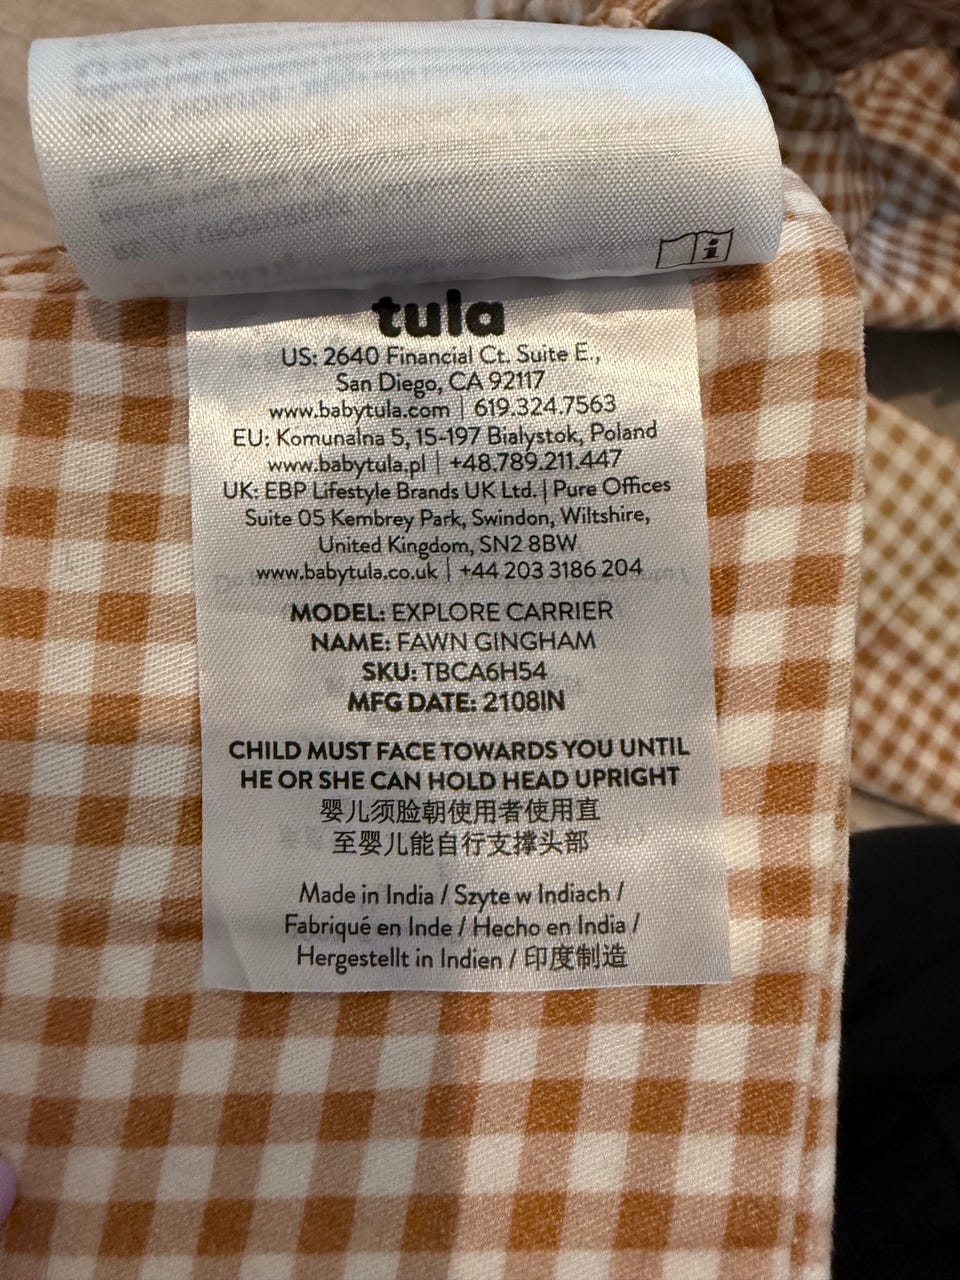 tula
US: 2640 Financial Ct. Suite E.,
San Diego, CA 92117
www.babytula.com | 619.324.7563
EU: Komunalna 5, 15-197 Bialystok, Poland
www.babytula.pl | +48.789.211.447
UK: EBP Lifestyle Brands UK Ltd. | Pure Offices
Suite 05 Kembrey Park, Swindon, Wiltshire,
United Kingdom, SN2 8BW
www.babytula.co.uk | +44 203 3186 204
MODEL: EXPLORE CARRIER
NAME: FAWN GINGHAM
SKU: TBCA6H54
MFG DATE: 2108IN
CHILD MUST FACE TOWARDS YOU UNTIL
HE OR SHE CAN HOLD HEAD UPRIGHT
婴儿须脸朝使用者使用直
至婴儿能自行支撑头部
Made in India / Szyte w Indiach /
Fabriqué en Inde / Hecho en India /
Hergestellt in Indien / 印度制造